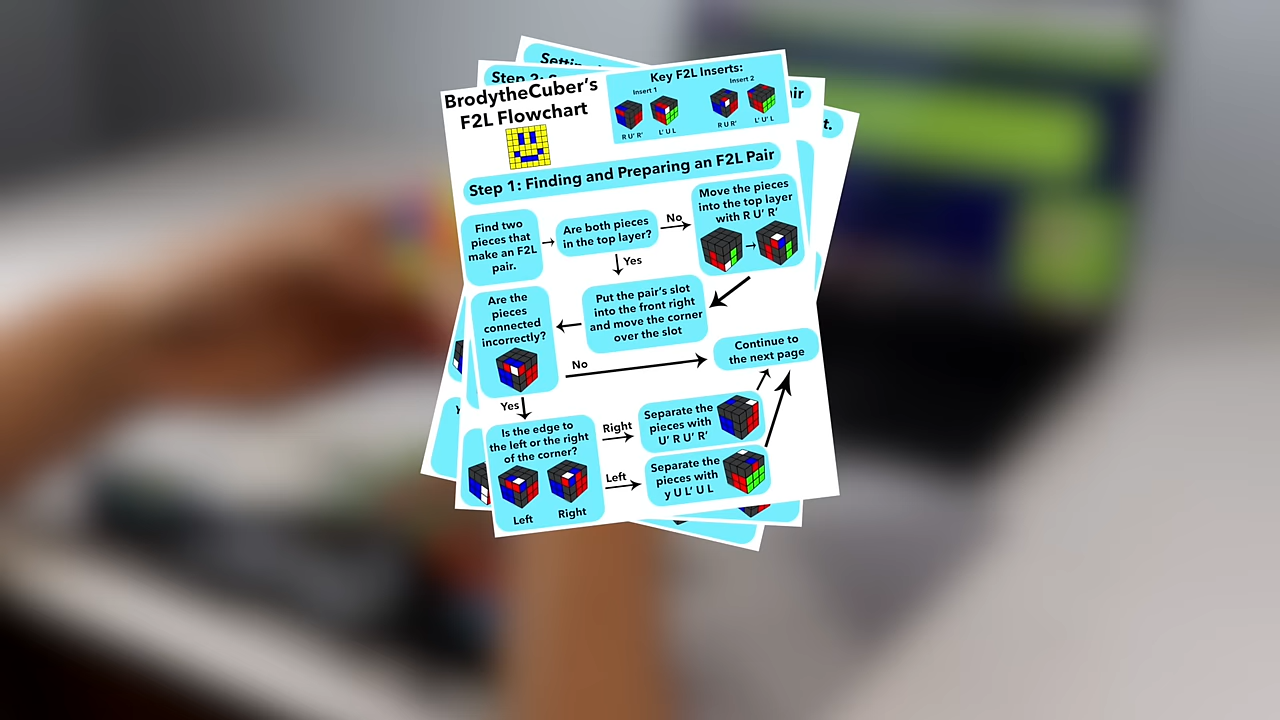 Setting
Step 2:
ir
t.
BrodytheCuber's
F2L Flowchart
Key F2L Inserts:
Insert 1
Insert 2
R U' R'
L' U L
R U R'
L' U' L
Step 1: Finding and Preparing an F2L Pair
Find two
pieces that
make an F2L
pair.
Are both pieces
in the top layer?
No
Yes
Move the pieces
into the top layer
with R U' R'
Put the pair's slot
into the front right
and move the corner
over the slot
Are the
pieces
connected
incorrectly?
No
Yes
Continue to
the next page
Is the edge to
the left or the right
of the corner?
Left
Right
Right
Separate the
pieces with
U' R U' R'
Left
Separate the
pieces with
y U L' U L